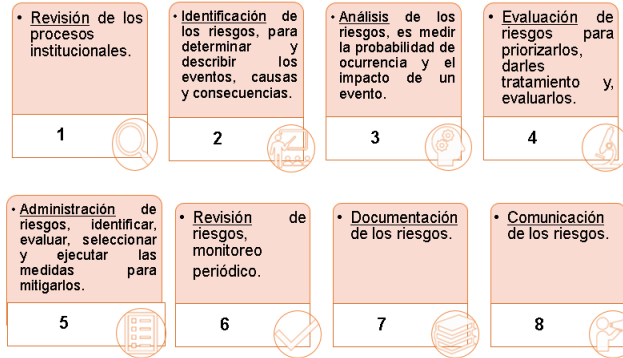 • Revisión de los
procesos
institucionales.
1
• Identificación de
los riesgos, para
determinar y
describir los
eventos, causas
y consecuencias.
2
• Análisis de los
riesgos, es medir
la probabilidad de
ocurrencia y el
impacto de un
evento.
3
• Evaluación de
riesgos para
priorizarlos,
darles
tratamiento y,
evaluarlos.
4
• Administración de
riesgos, identificar,
evaluar, seleccionar
y ejecutar las
medidas para
mitigarlos.
5
• Revisión de
riesgos,
monitoreo
periódico.
6
• Documentación
de los riesgos.
7
• Comunicación
de los riesgos.
8